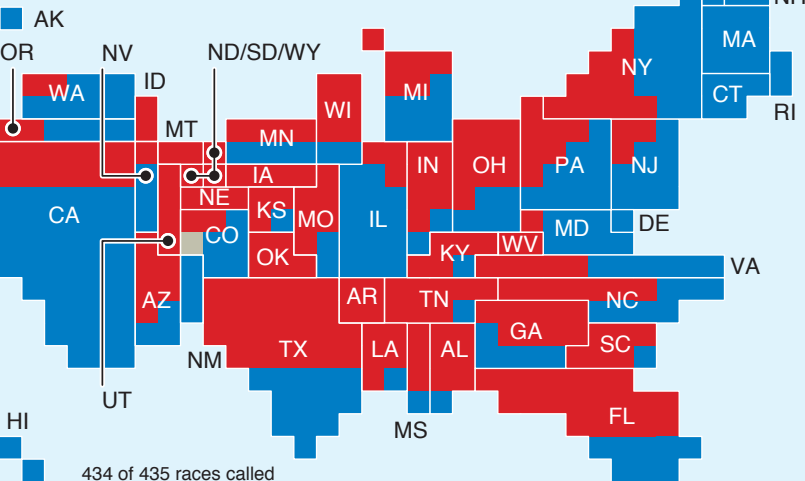 NH
AK
MA
OR
NV
ND/SD/WY
NY
ID
WA
MI
CT
WI
RI
MT
MN
IN
OH
PA
NJ
IA
NE
KS
CA
MO
IL
CO
MD
DE
KY
WV
OK
VA
AZ
AR
TN
NC
GA
TX
LA
AL
SC
NM
UT
FL
HI
MS
434 of 435 races called